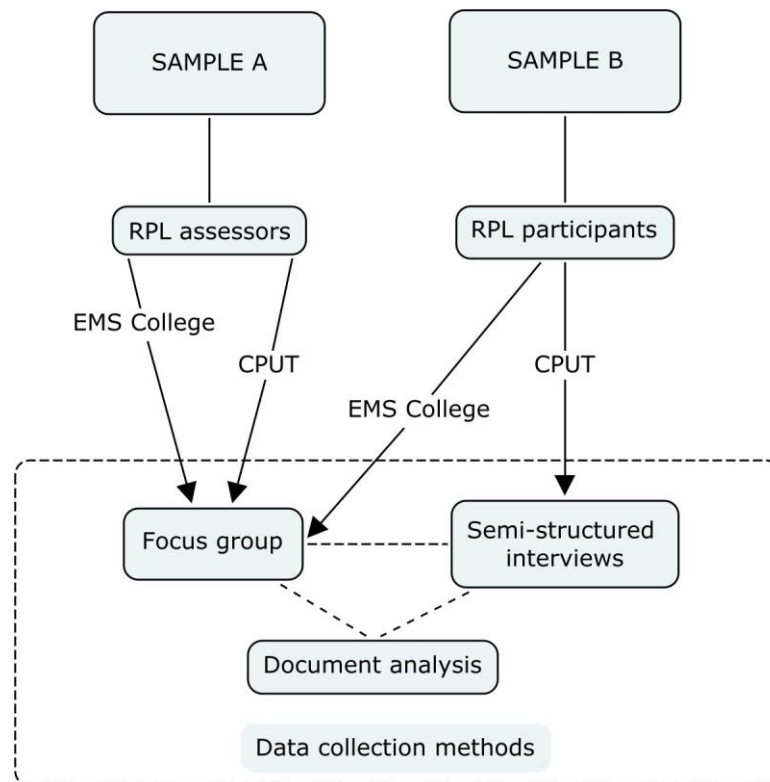 SAMPLE A
SAMPLE B
RPL assessors
RPL participants
EMS College
CPUT
CPUT
EMS College
Focus group
Semi-structured
interviews
Document analysis
Data collection methods